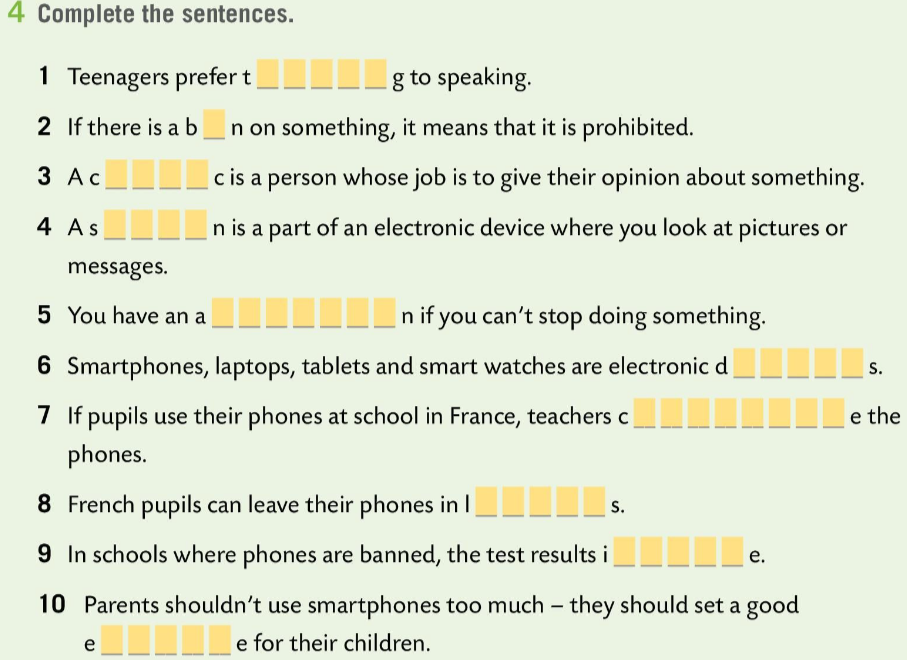 4 Complete the sentences.
1 Teenagers prefer t _ _ _ _ _ g to speaking.
2 If there is a b _ n on something, it means that it is prohibited.
3 A c _ _ _ _ c is a person whose job is to give their opinion about something.
4 A s _ _ _ _ n is a part of an electronic device where you look at pictures or
messages.
5 You have an a _ _ _ _ _ _ _ n if you can't stop doing something.
6 Smartphones, laptops, tablets and smart watches are electronic d _ _ _ _ _ s.
7 If pupils use their phones at school in France, teachers c _ _ _ _ _ _ _ _ e the
phones.
8 French pupils can leave their phones in l _ _ _ _ _ s.
9 In schools where phones are banned, the test results i _ _ _ _ _ e.
10 Parents shouldn't use smartphones too much – they should set a good
e _ _ _ _ _ e for their children.